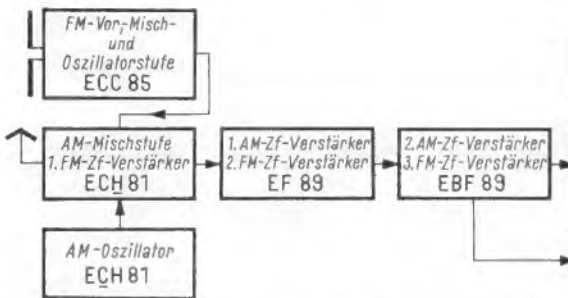 FM-Vor,-Misch-
und
Oszillatorstufe
ECC 85
AM-Mischstufe
1. FM-Zf-Verstärker
ECH 81
1. AM-Zf-Verstärker
2. FM-Zf-Verstärker
EF 89
2. AM-Zf-Verstärker
3. FM-Zf-Verstärker
EBF 89
AM-Oszillator
ECH 81